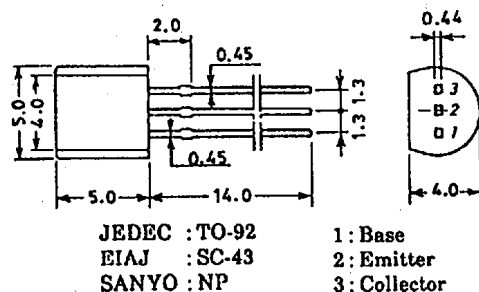 2.0
0.44
0.45
5.0
4.0
1.3
1.3
3
2
1
0.45
5.0
14.0
4.0
JEDEC : TO-92
EIAJ : SC-43
SANYO : NP
1 : Base
2 : Emitter
3 : Collector